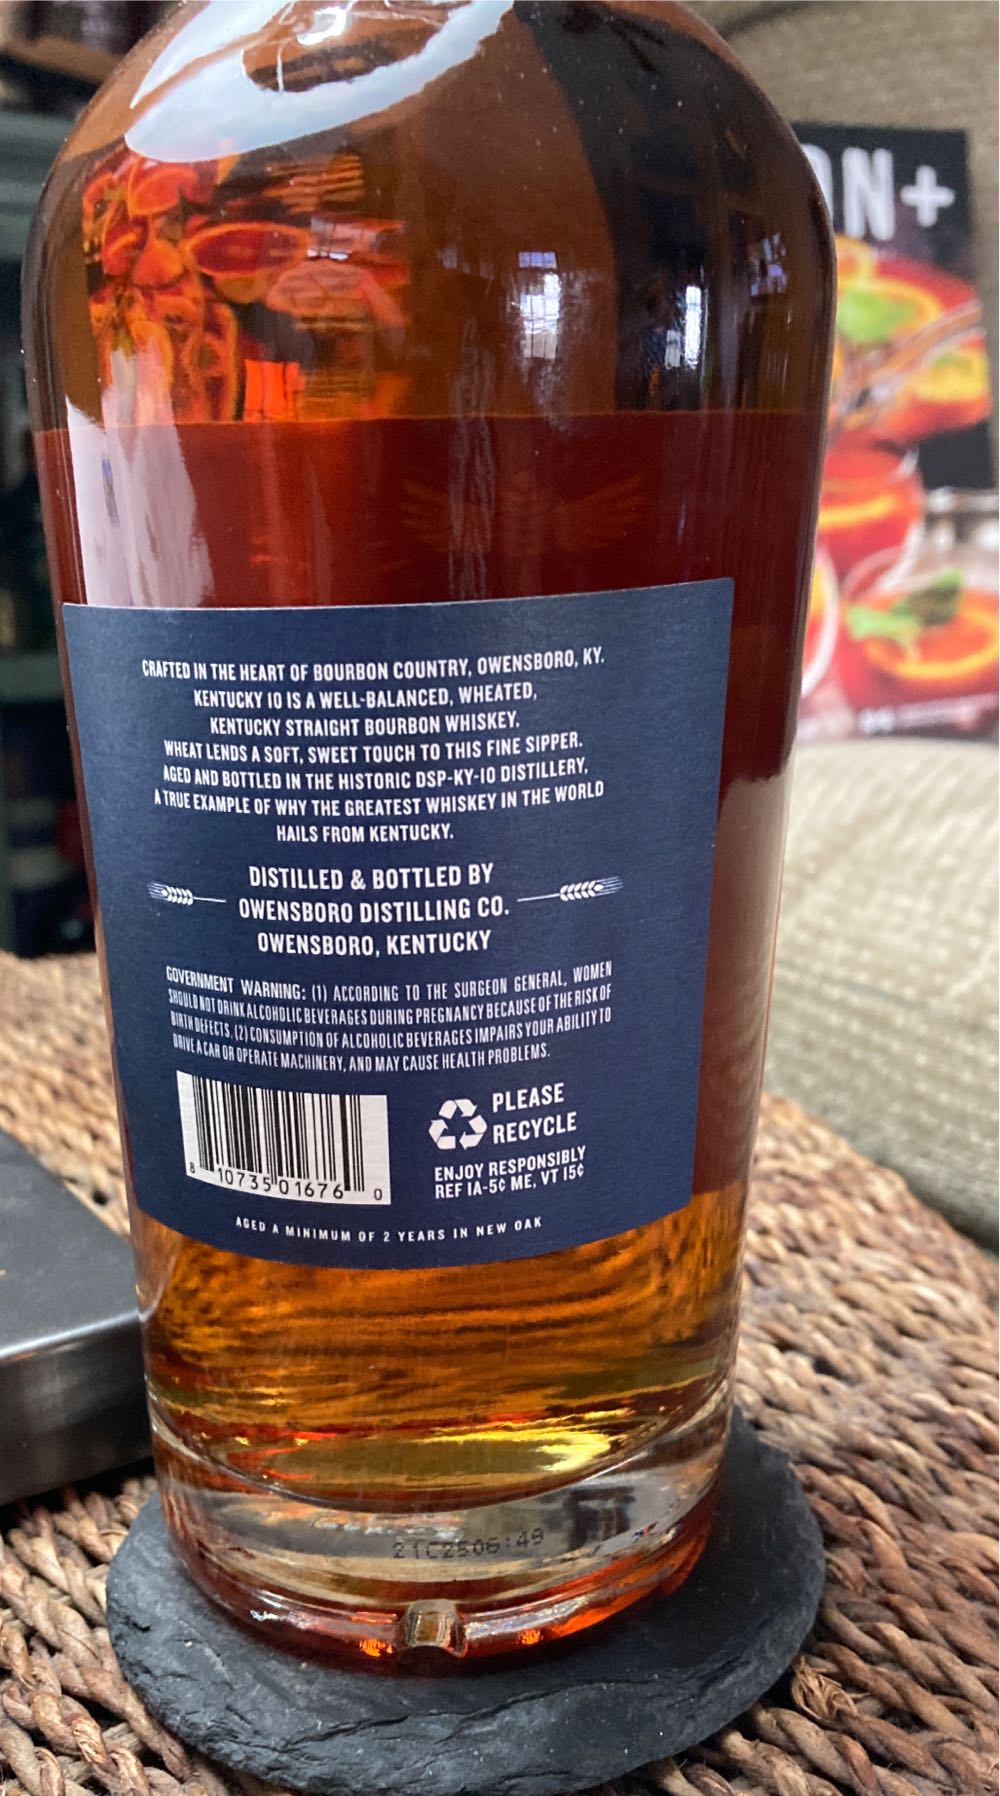 ON+
CRAFTED IN THE HEART OF BOURBON COUNTRY, OWENSBORO, KY.
KENTUCKY 10 IS A WELL-BALANCED, WHEATED,
KENTUCKY STRAIGHT BOURBON WHISKEY.
WHEAT LENDS A SOFT, SWEET TOUCH TO THIS FINE SIPPER.
AGED AND BOTTLED IN THE HISTORIC DSP-KY-10 DISTILLERY,
A TRUE EXAMPLE OF WHY THE GREATEST WHISKEY IN THE WORLD
HAILS FROM KENTUCKY.
DISTILLED & BOTTLED BY
OWENSBORO DISTILLING CO.
OWENSBORO, KENTUCKY
GOVERNMENT WARNING: (1) ACCORDING TO THE SURGEON GENERAL, WOMEN
SHOULD NOT DRINK ALCOHOLIC BEVERAGES DURING PREGNANCY BECAUSE OF THE RISK OF
BIRTH DEFECTS. (2) CONSUMPTION OF ALCOHOLIC BEVERAGES IMPAIRS YOUR ABILITY TO
DRIVE A CAR OR OPERATE MACHINERY, AND MAY CAUSE HEALTH PROBLEMS.
8 10735 01676 0
PLEASE
RECYCLE
ENJOY RESPONSIBLY
REF IA-5¢ ME, VT 15¢
AGED A MINIMUM OF 2 YEARS IN NEW OAK